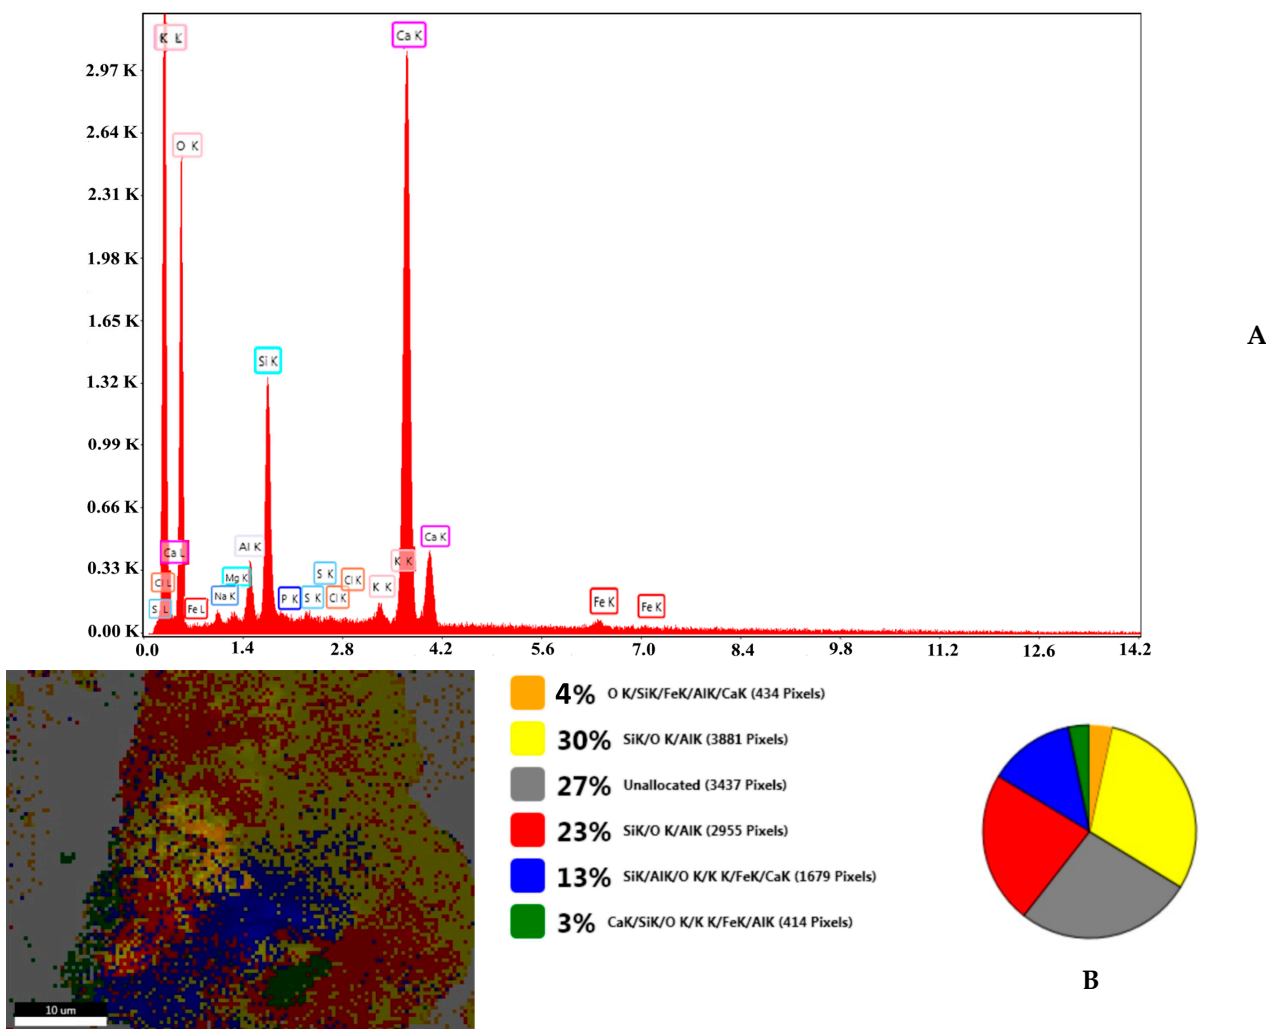 K K L
Ca K
2.97 K
2.64 K
O K
2.31 K
1.98 K
1.65 K
A
Si K
1.32 K
0.99 K
0.66 K
Ca K
Al K
Ca L
K K
0.33 K
S K
Mg K
Cl K
Cl L
K K
Na K
P K
S K
Cl K
Fe K
Fe K
S L
Fe L
0.00 K
0.0 1.4 2.8 4.2 5.6 7.0 8.4 9.8 11.2 12.6 14.2
4% O K/SiK/FeK/AlK/CaK (434 Pixels)
30% SiK/O K/AlK (3881 Pixels)
27% Unallocated (3437 Pixels)
23% SiK/O K/AlK (2955 Pixels)
13% SiK/AlK/O K/K K/FeK/CaK (1679 Pixels)
3% CaK/SiK/O K/K K/FeK/AlK (414 Pixels)
B
10 um